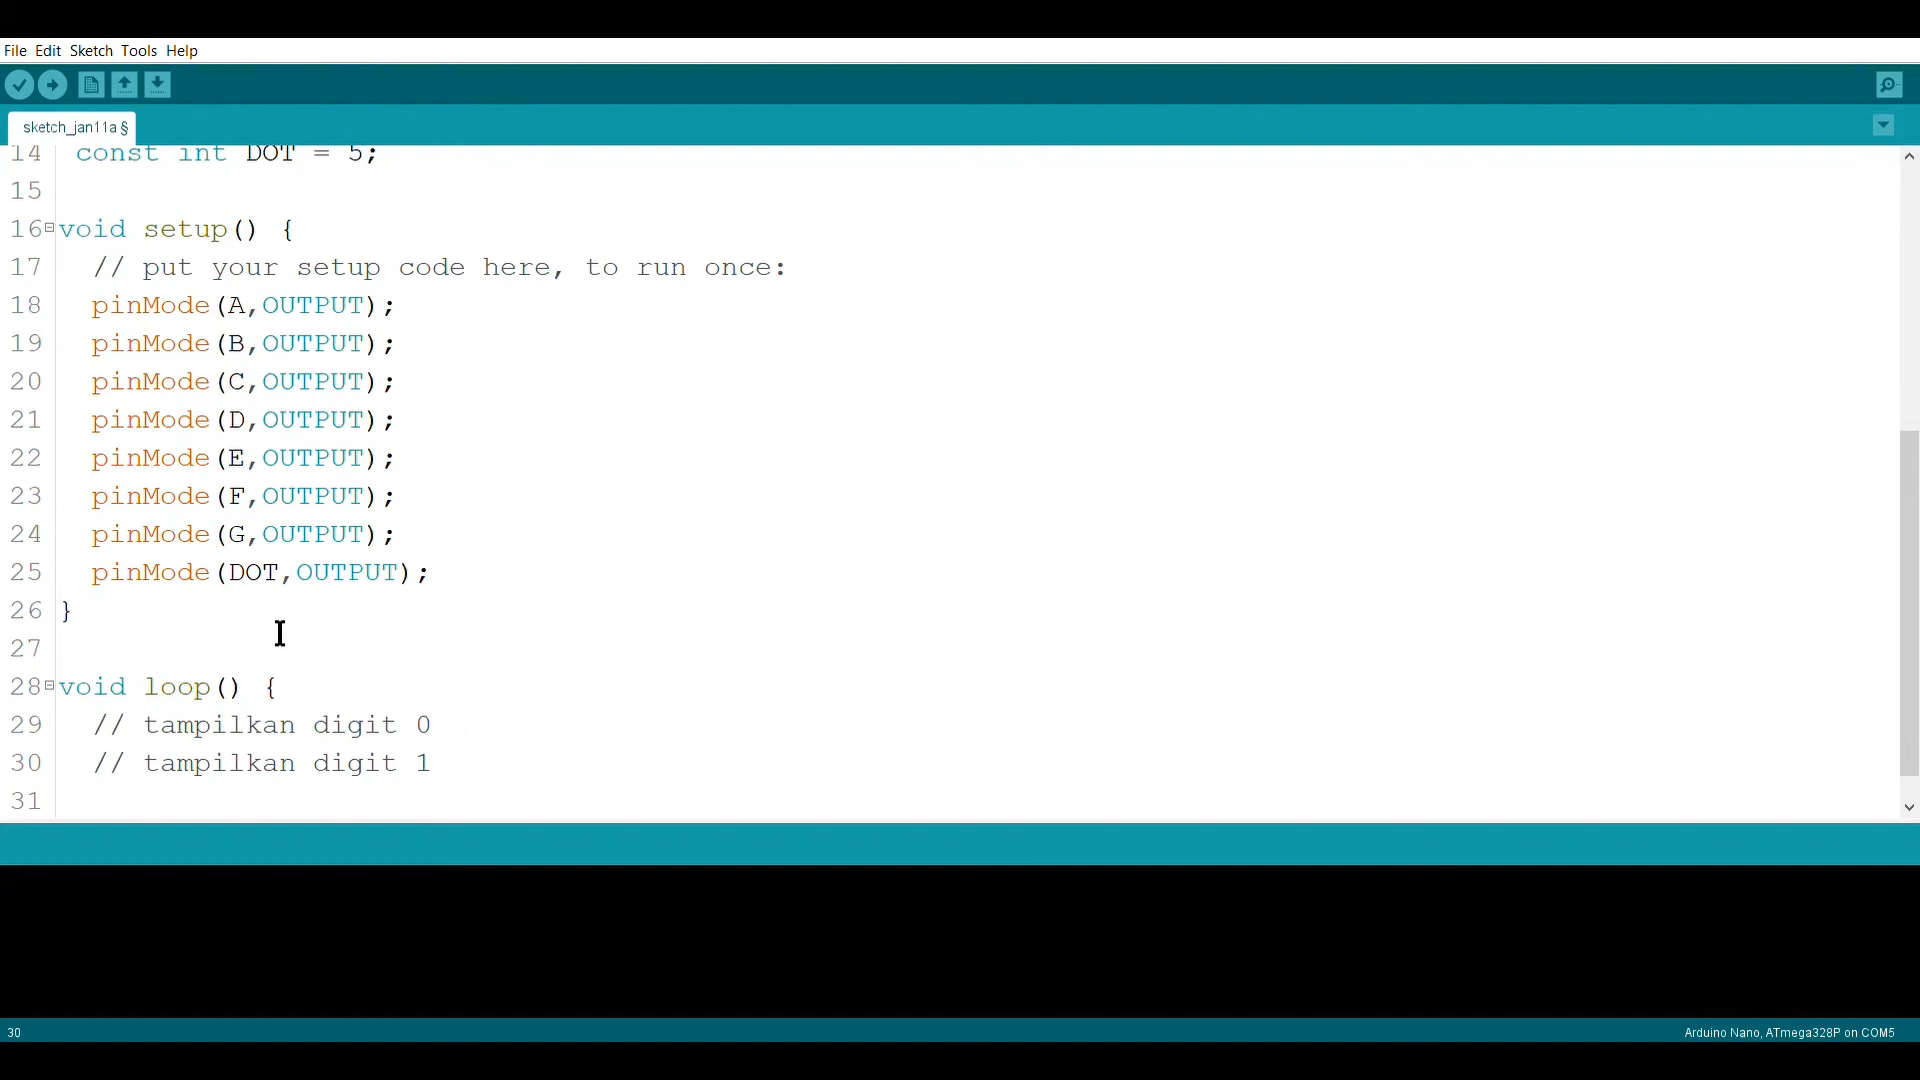 File Edit Sketch Tools Help
sketch_jan11a §
14 const int DOT = 5;
15
16 void setup() {
17 // put your setup code here, to run once:
18 pinMode(A,OUTPUT);
19 pinMode(B,OUTPUT);
20 pinMode(C,OUTPUT);
21 pinMode(D,OUTPUT);
22 pinMode(E,OUTPUT);
23 pinMode(F,OUTPUT);
24 pinMode(G,OUTPUT);
25 pinMode(DOT,OUTPUT);
26 }
27
28 void loop() {
29 // tampilkan digit 0
30 // tampilkan digit 1
31
30
Arduino Nano, ATmega328P on COM5